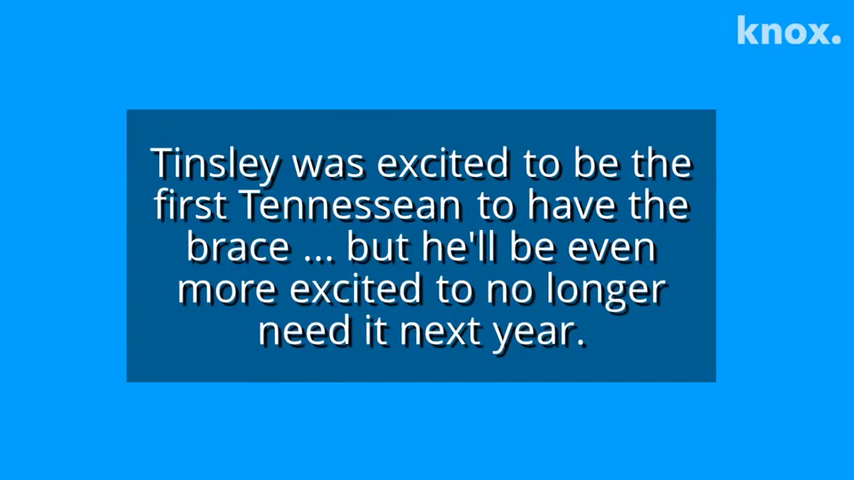 knox.
Tinsley was excited to be the
first Tennessean to have the
brace ... but he'll be even
more excited to no longer
need it next year.